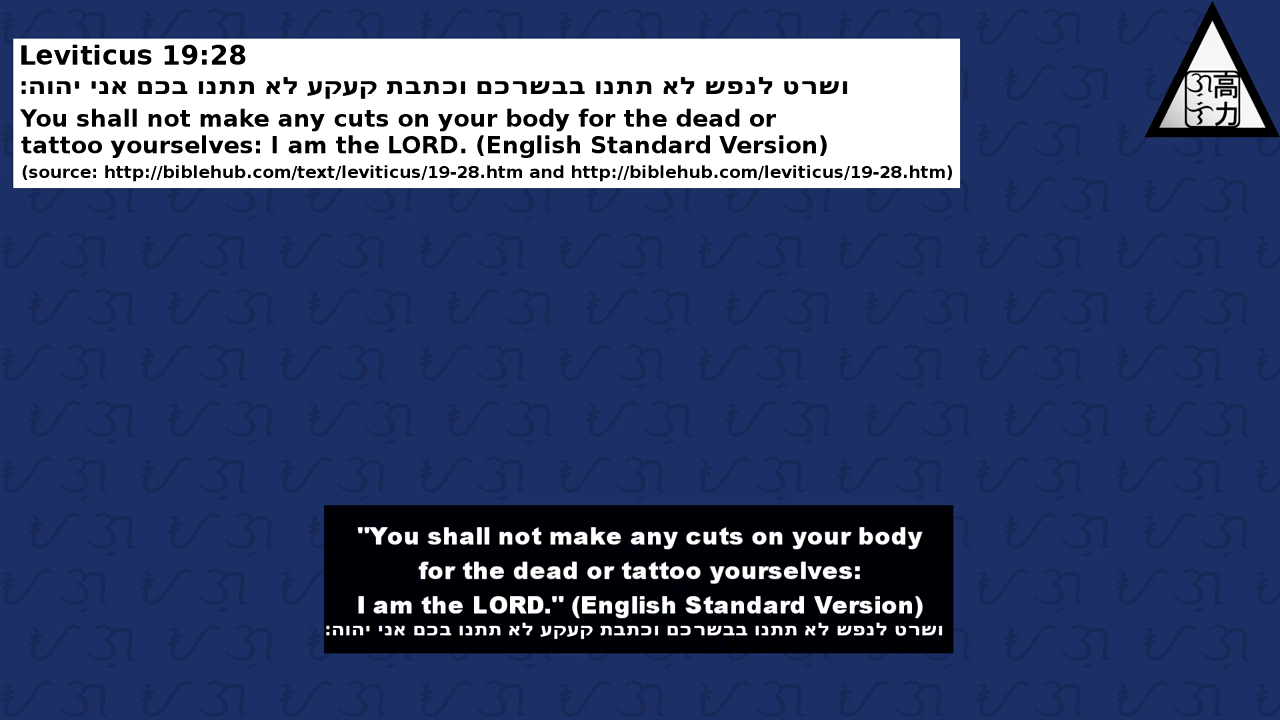 Leviticus 19:28
ושרט לנפש לא תתנו בבשרכם וכתבת קעקע לא תתנו בכם אני יהוה:
You shall not make any cuts on your body for the dead or
tattoo yourselves: I am the LORD. (English Standard Version)
(source: http://biblehub.com/text/leviticus/19-28.htm and http://biblehub.com/leviticus/19-28.htm)
高
力
"You shall not make any cuts on your body
for the dead or tattoo yourselves:
I am the LORD." (English Standard Version)
ושרט לנפש לא תתנו בבשרכם וכתבת קעקע לא תתנו בכם אני יהוה: